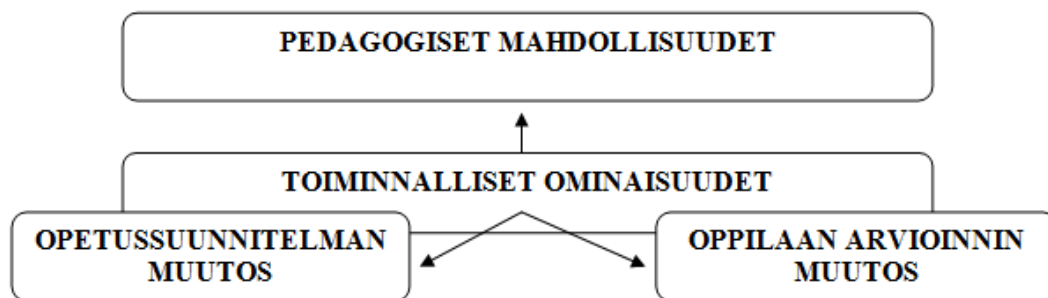 PEDAGOGISET MAHDOLLISUUDET
TOIMINNALLISET OMINAISUUDET
OPETUSSUUNNITELMAN
MUUTOS
OPPILAAN ARVIOINNIN
MUUTOS